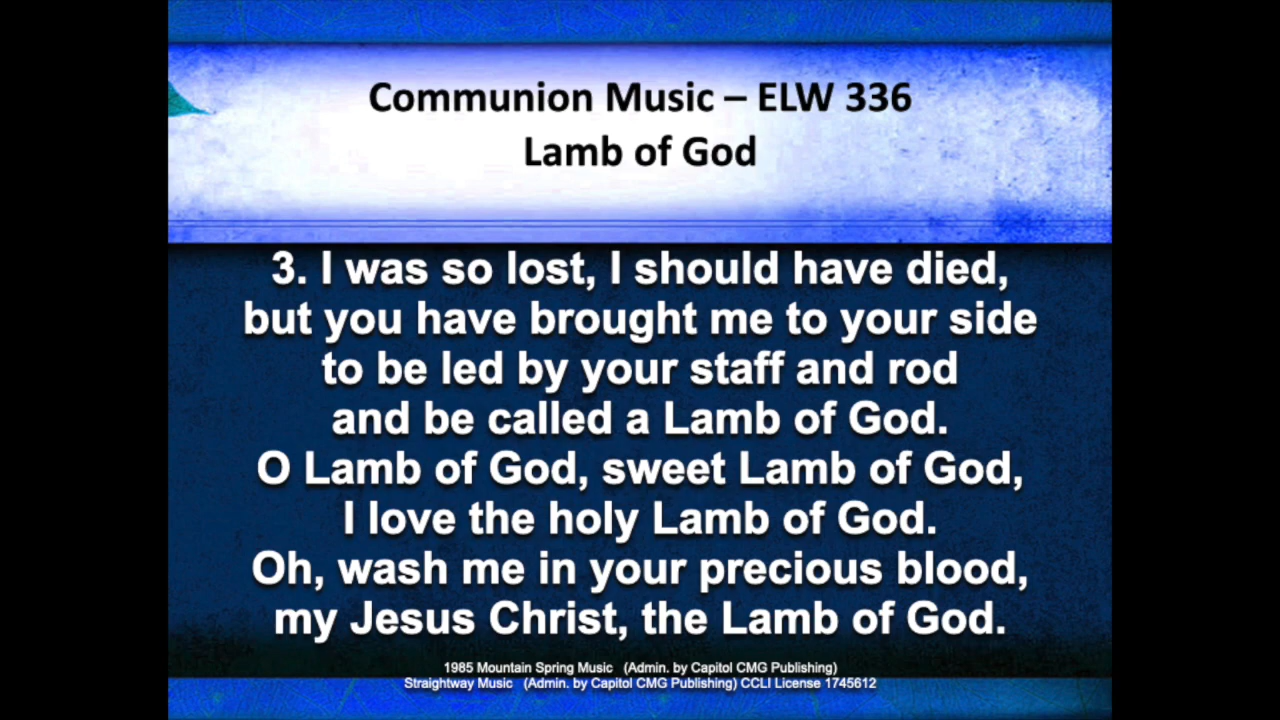 Communion Music – ELW 336
Lamb of God
3. I was so lost, I should have died,
but you have brought me to your side
to be led by your staff and rod
and be called a Lamb of God.
O Lamb of God, sweet Lamb of God,
I love the holy Lamb of God.
Oh, wash me in your precious blood,
my Jesus Christ, the Lamb of God.
1985 Mountain Spring Music (Admin. by Capitol CMG Publishing)
Straightway Music (Admin. by Capitol CMG Publishing) CCLI License 1745612